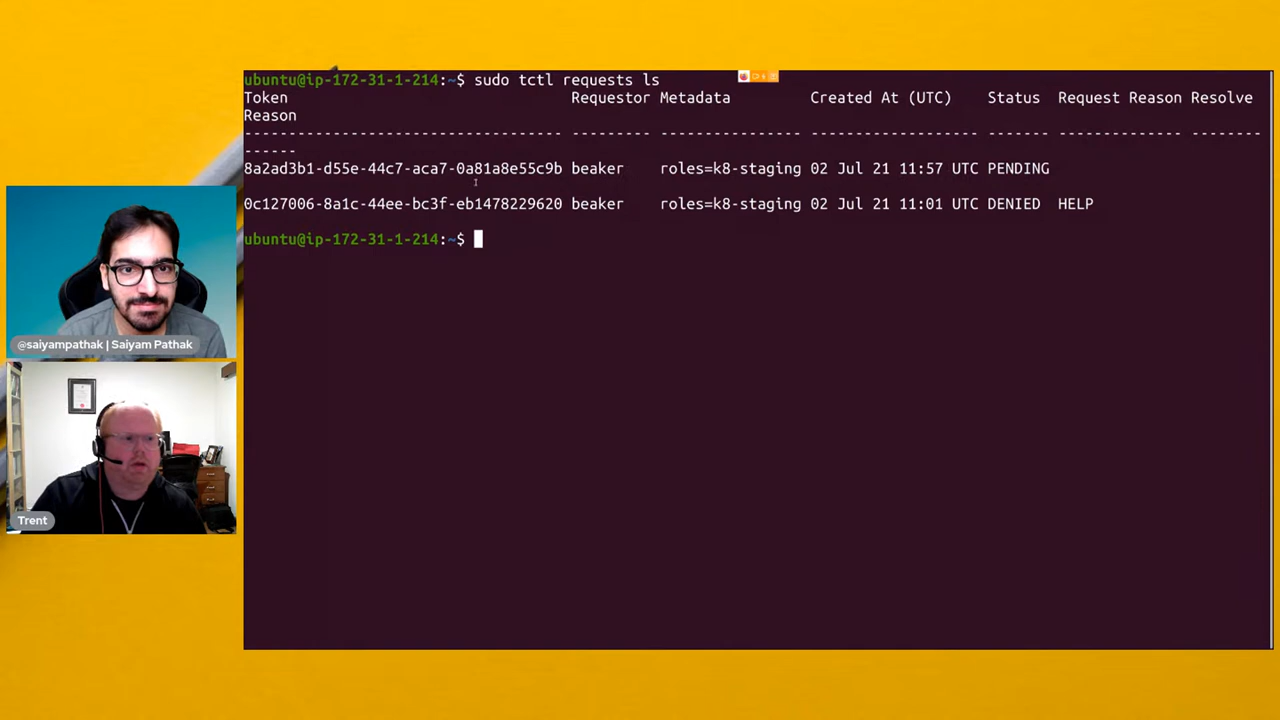 ubuntu@ip-172-31-1-214:~$ sudo tctl requests ls
Token Requestor Metadata Created At (UTC) Status Request Reason Resolve
Reason
------------------------------------ --------- ---------------- ------------------- ------- -------------- --------
------
8a2ad3b1-d55e-44c7-aca7-0a81a8e55c9b beaker roles=k8-staging 02 Jul 21 11:57 UTC PENDING
0c127006-8a1c-44ee-bc3f-eb1478229620 beaker roles=k8-staging 02 Jul 21 11:01 UTC DENIED HELP
ubuntu@ip-172-31-1-214:~$
@saiyampathak | Saiyam Pathak
Trent